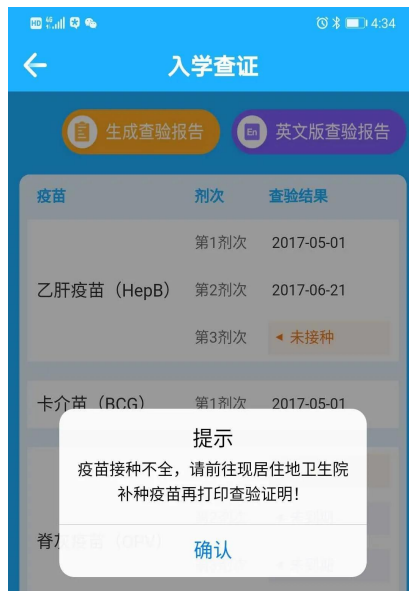 HD 4:34
入学查证
生成查验报告 En 英文版查验报告
疫苗 剂次 查验结果
第1剂次 2017-05-01
乙肝疫苗（HepB） 第2剂次 2017-06-21
第3剂次 未接种
卡介苗（BCG） 第1剂次 2017-05-01
提示
疫苗接种不全，请前往现居住地卫生院
补种疫苗再打印查验证明！
确认